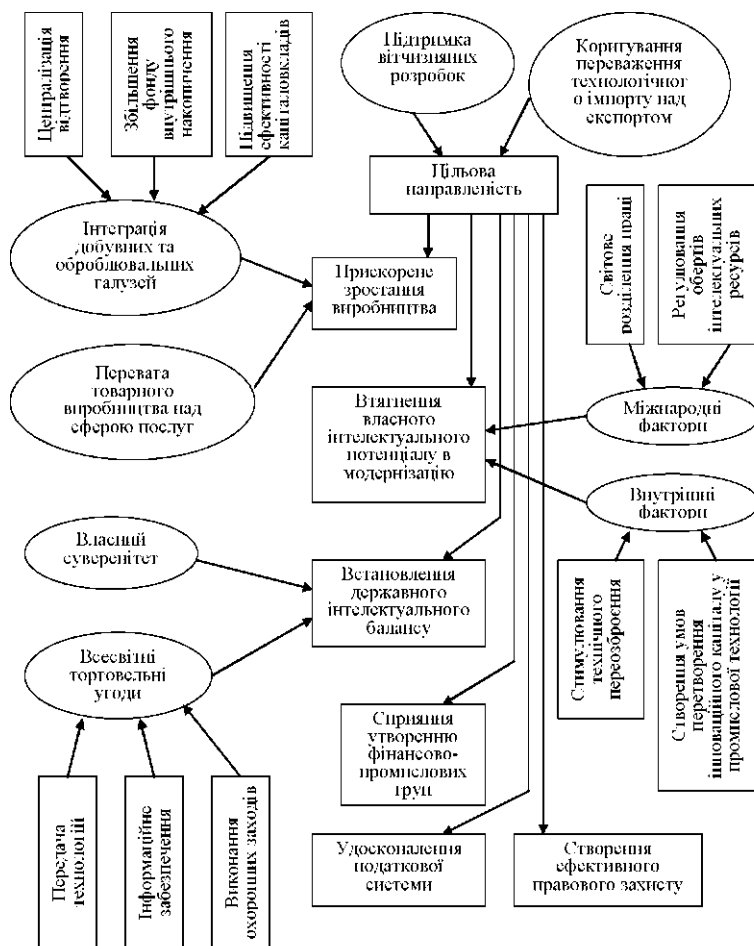 Централізація
відтворення
Збільшення
фонду
внутрішнього
накопичення
Підвищення
ефективності
капіталовкладів
Підтримка
вітчизняних
розробок
Коригування
переваження
технологічног
о імпорту над
експортом
Цільова
направленість
Інтеграція
добувних та
оброблювальних
галузей
Прискорене
зростання
виробництва
Світове
розділення праці
Регулювання
обертів
інтелектуальних
ресурсів
Перевата
товарного
виробництва над
сферою послуг
Втягнення
власного
інтелектуального
потенціалу в
модернізацію
Міжнародні
фактори
Внутрішні
фактори
Власний
суверенітет
Встановлення
державного
інтелектуального
балансу
Всесвітні
торговельні
угоди
Стимулювання
технічного
переозброєння
Створення умов
перетворення
інноваційного капіталу у
промислової технології
Сприяння
утворенню
фінансово-
промислових
груп
Передача
технологій
Інформаційне
забезпечення
Виконання
охоронних заходів
Удосконалення
податкової
системи
Створення
ефективного
правового захисту